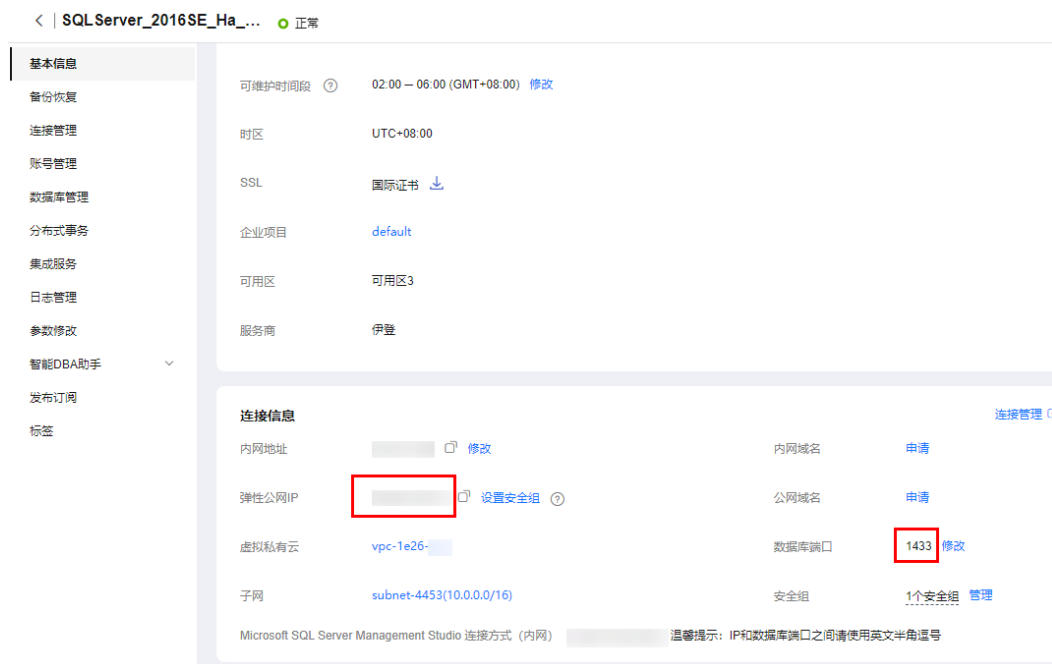 SQLServer_2016SE_Ha_... 正常
基本信息
备份恢复
连接管理
账号管理
数据库管理
分布式事务
集成服务
日志管理
参数修改
智能DBA助手
发布订阅
标签
可维护时间段 ? 02:00 — 06:00 (GMT+08:00) 修改
时区 UTC+08:00
SSL 国际证书
企业项目 default
可用区 可用区3
服务商 伊登
连接信息 连接管理
内网地址 修改 内网域名 申请
弹性公网IP 设置安全组 ? 公网域名 申请
虚拟私有云 vpc-1e26- 数据库端口 1433 修改
子网 subnet-4453(10.0.0.0/16) 安全组 1个安全组 管理
Microsoft SQL Server Management Studio 连接方式（内网） 温馨提示：IP和数据库端口之间请使用英文半角逗号